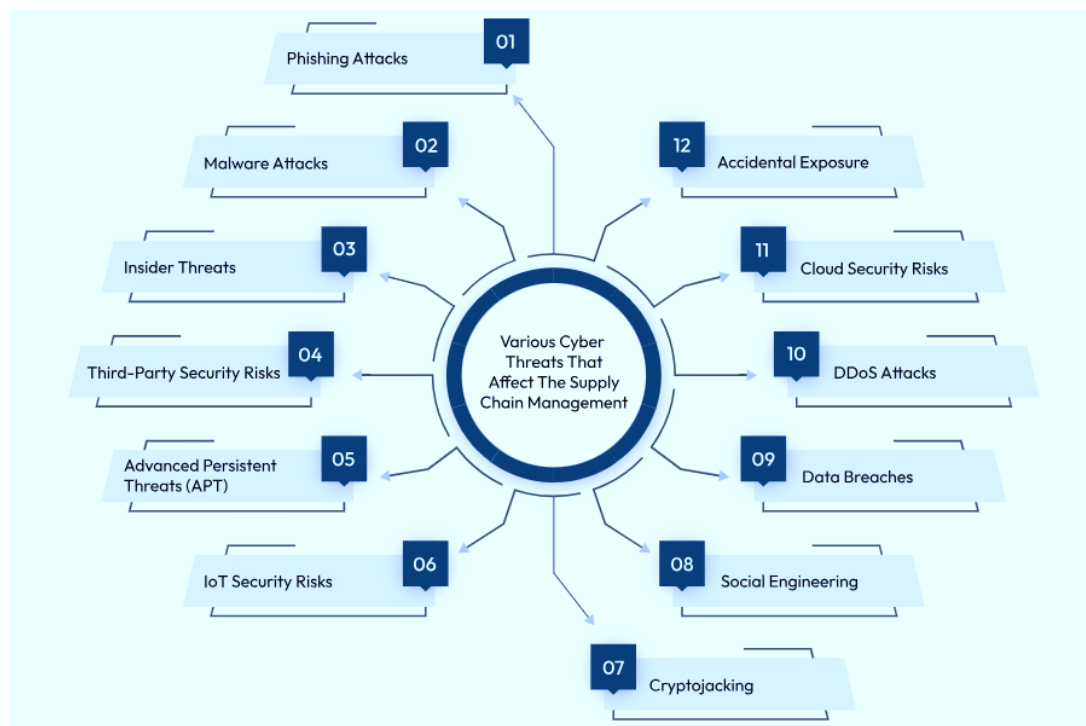 01
Phishing Attacks
02
Malware Attacks
03
Insider Threats
04
Third-Party Security Risks
05
Advanced Persistent
Threats (APT)
06
IoT Security Risks
Various Cyber
Threats That
Affect The Supply
Chain Management
12
Accidental Exposure
11
Cloud Security Risks
10
DDoS Attacks
09
Data Breaches
08
Social Engineering
07
Cryptojacking